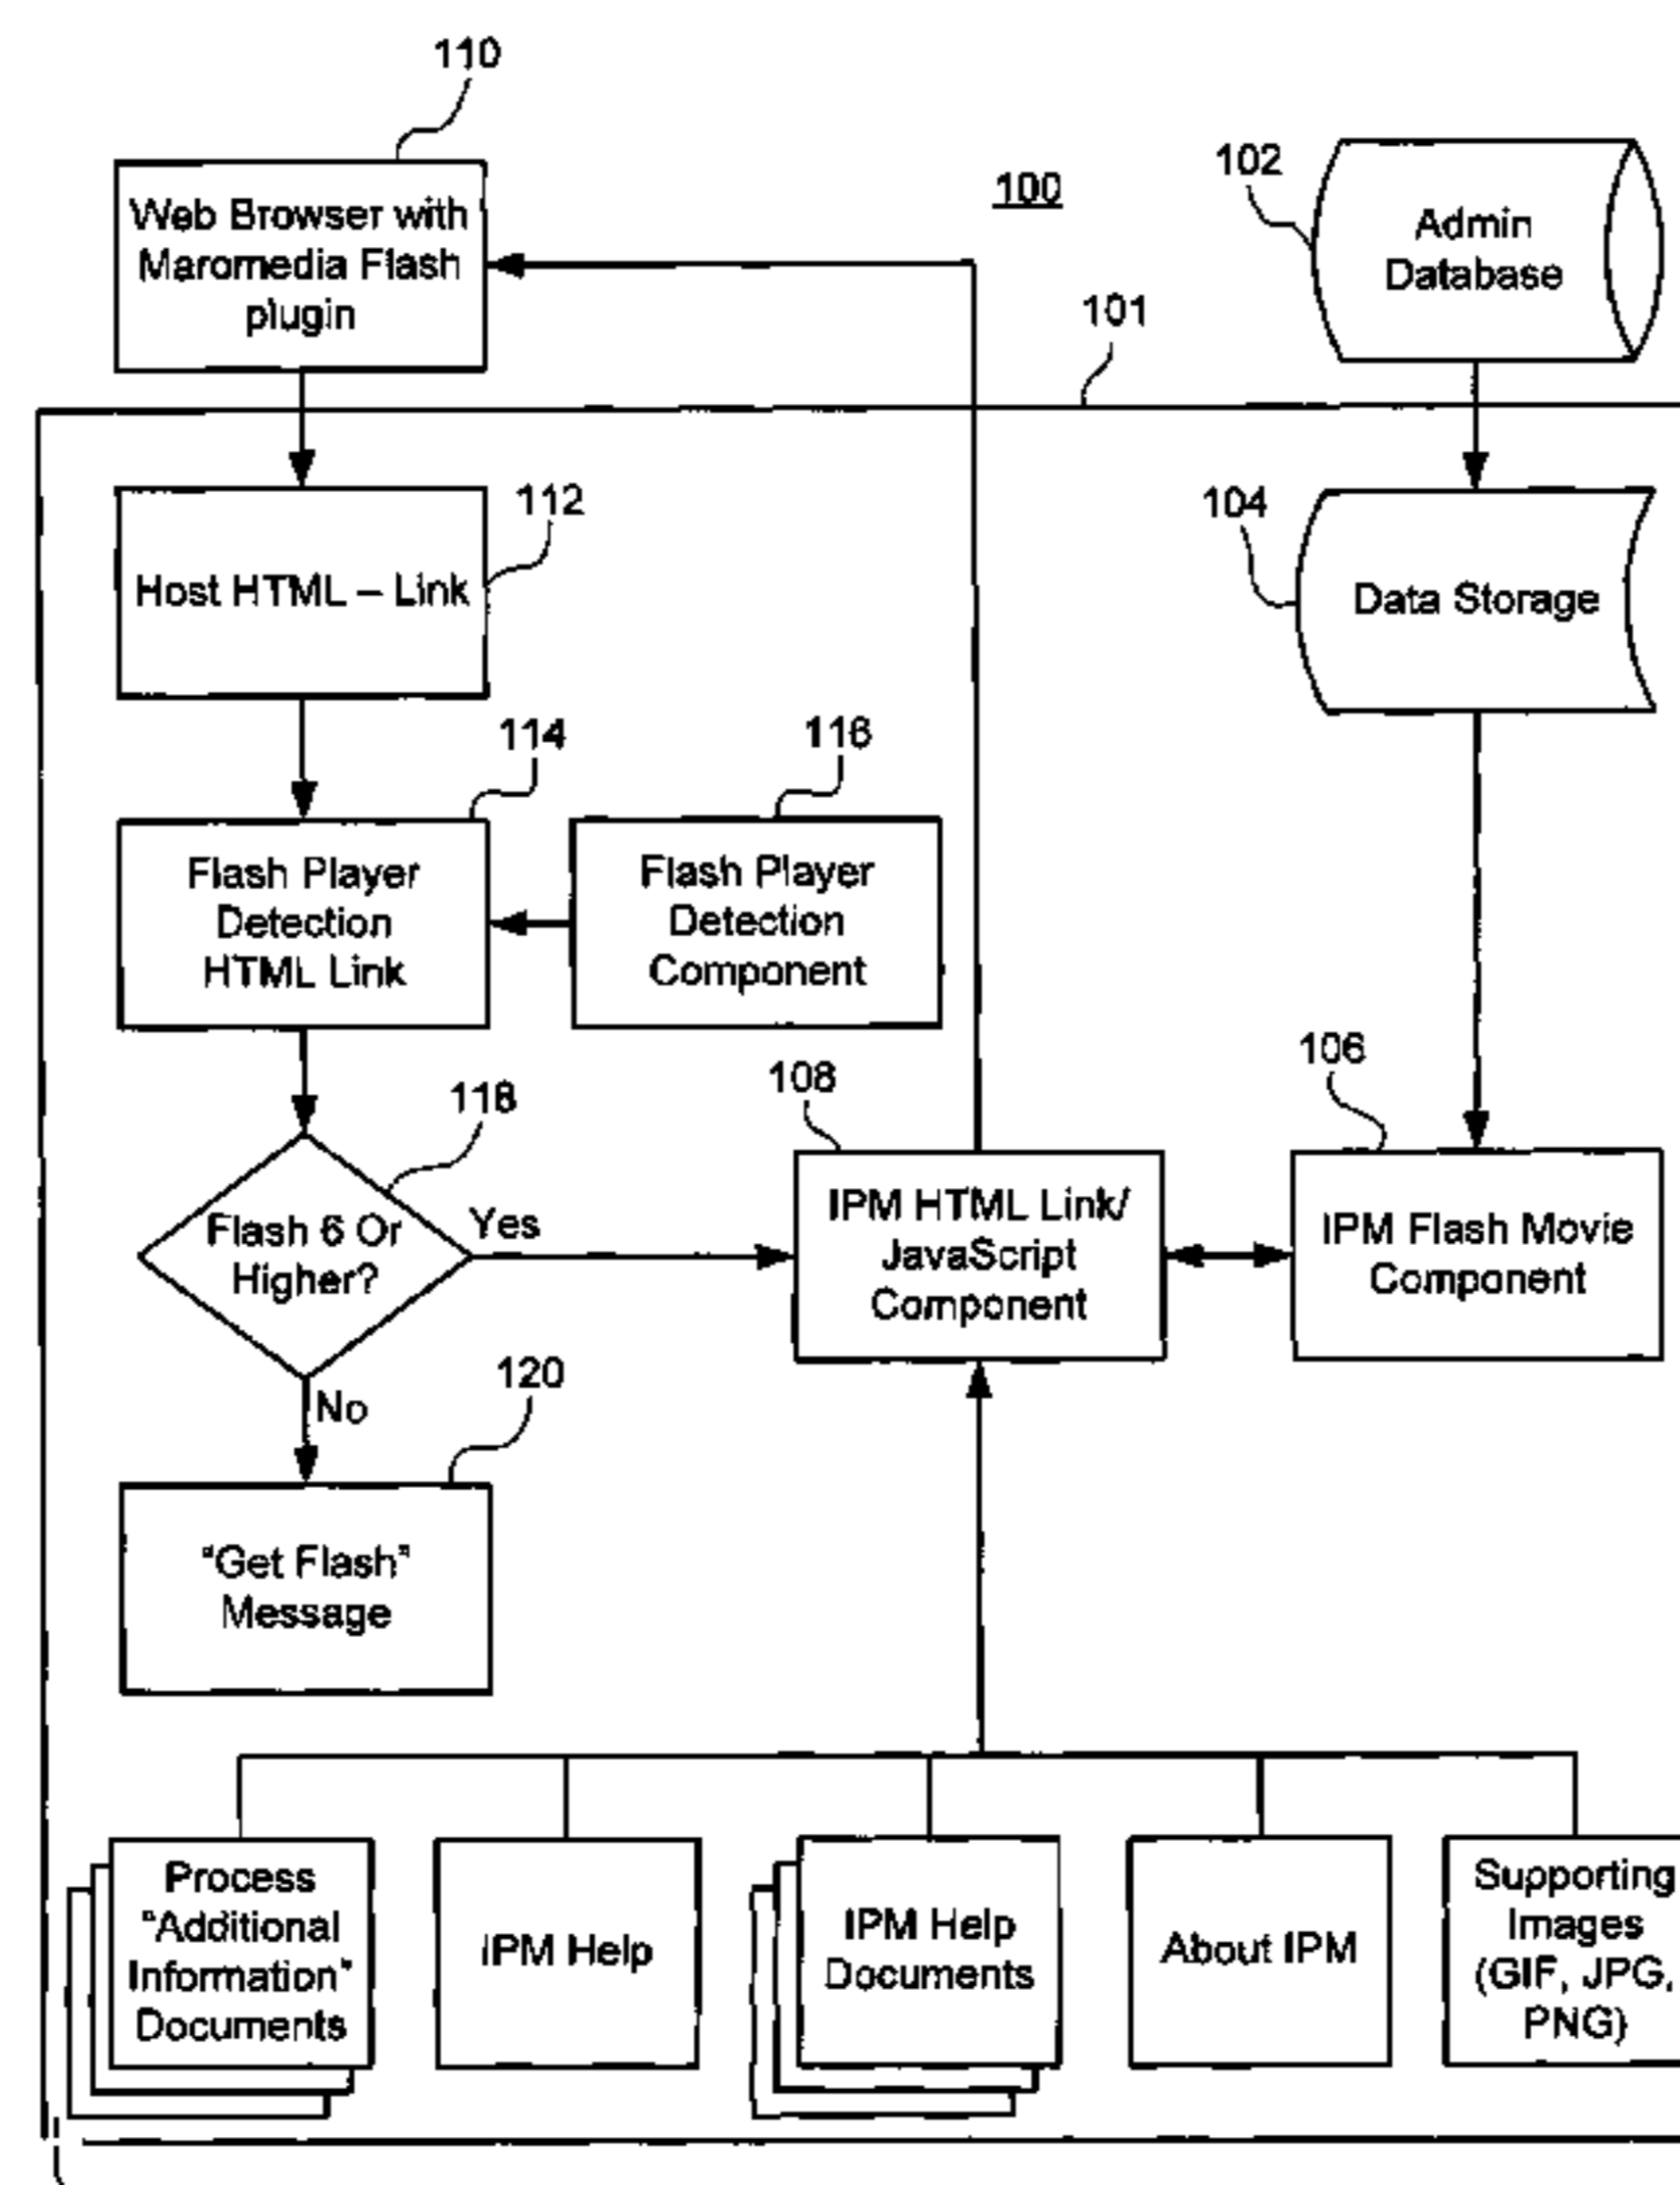 110
100
102
Web Browser with
Maromedia Flash
plugin
Admin
Database
101
112
104
Host HTML – Link
Data Storage
114
116
Flash Player
Detection
HTML Link
Flash Player
Detection
Component
118
108
106
Flash 6 Or
Higher?
Yes
IPM HTML Link/
JavaScript
Component
IPM Flash Movie
Component
No
120
"Get Flash"
Message
Process
"Additional
Information"
Documents
IPM Help
IPM Help
Documents
About IPM
Supporting
Images
(GIF, JPG,
PNG)